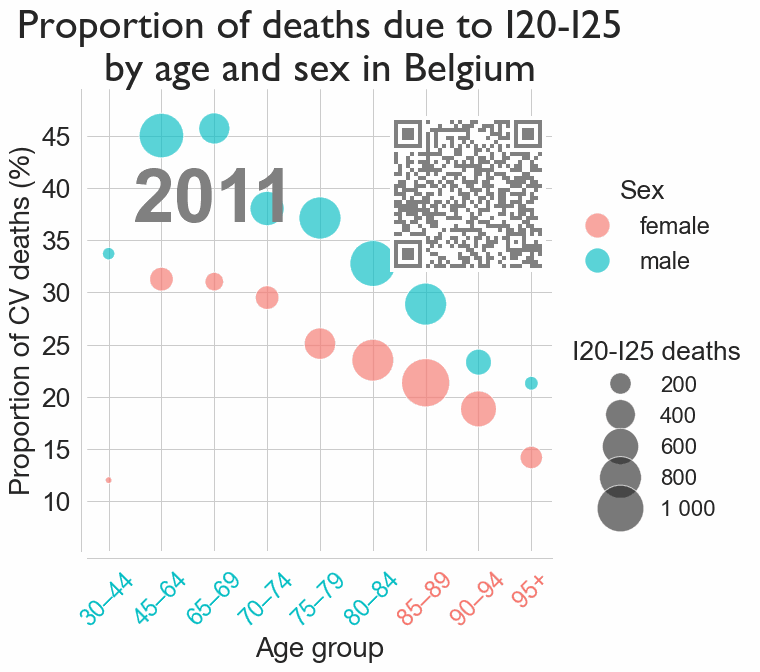 Proportion of deaths due to I20-I25
by age and sex in Belgium
Proportion of CV deaths (%)
45
40
35
30
25
20
15
10
2011
30–44
45–64
65–69
70–74
75–79
80–84
85–89
90–94
95+
Age group
Sex
female
male
I20-I25 deaths
200
400
600
800
1 000